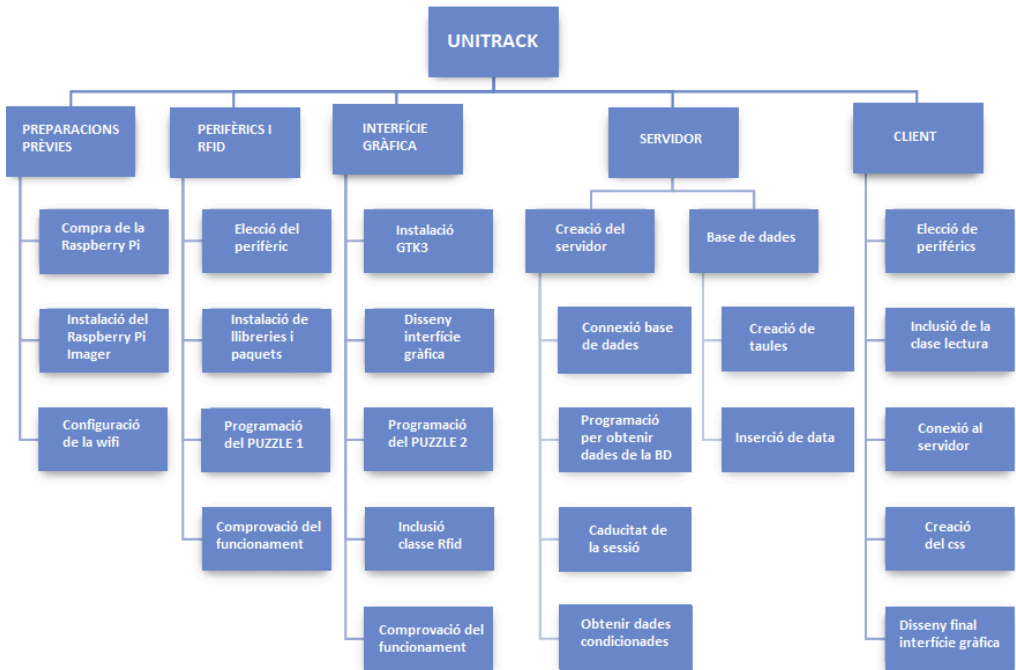 UNITRACK
PREPARACIONS
PRÈVIES
PERIFÈRICS I
RFID
INTERFÍCIE
GRÀFICA
SERVIDOR
CLIENT
Compra de la
Raspberry Pi
Instalació del
Raspberry Pi
Imager
Configuració
de la wifi
Elecció del
perifèric
Instalació de
llibreries i
paquets
Programació
del PUZZLE 1
Comprovació del
funcionament
Instalació
GTK3
Disseny
interfície
gràfica
Programació
del PUZZLE 2
Inclusió
classe Rfid
Comprovació del
funcionament
Creació del
servidor
Connexió base
de dades
Programació
per obtenir
dades de la BD
Caducitat de
la sessió
Obtenir dades
condicionades
Base de dades
Creació de
taules
Inserció de data
Elecció de
periférics
Inclusió de la
clase lectura
Conexió al
servidor
Creació
del css
Disseny final
interfície gràfica